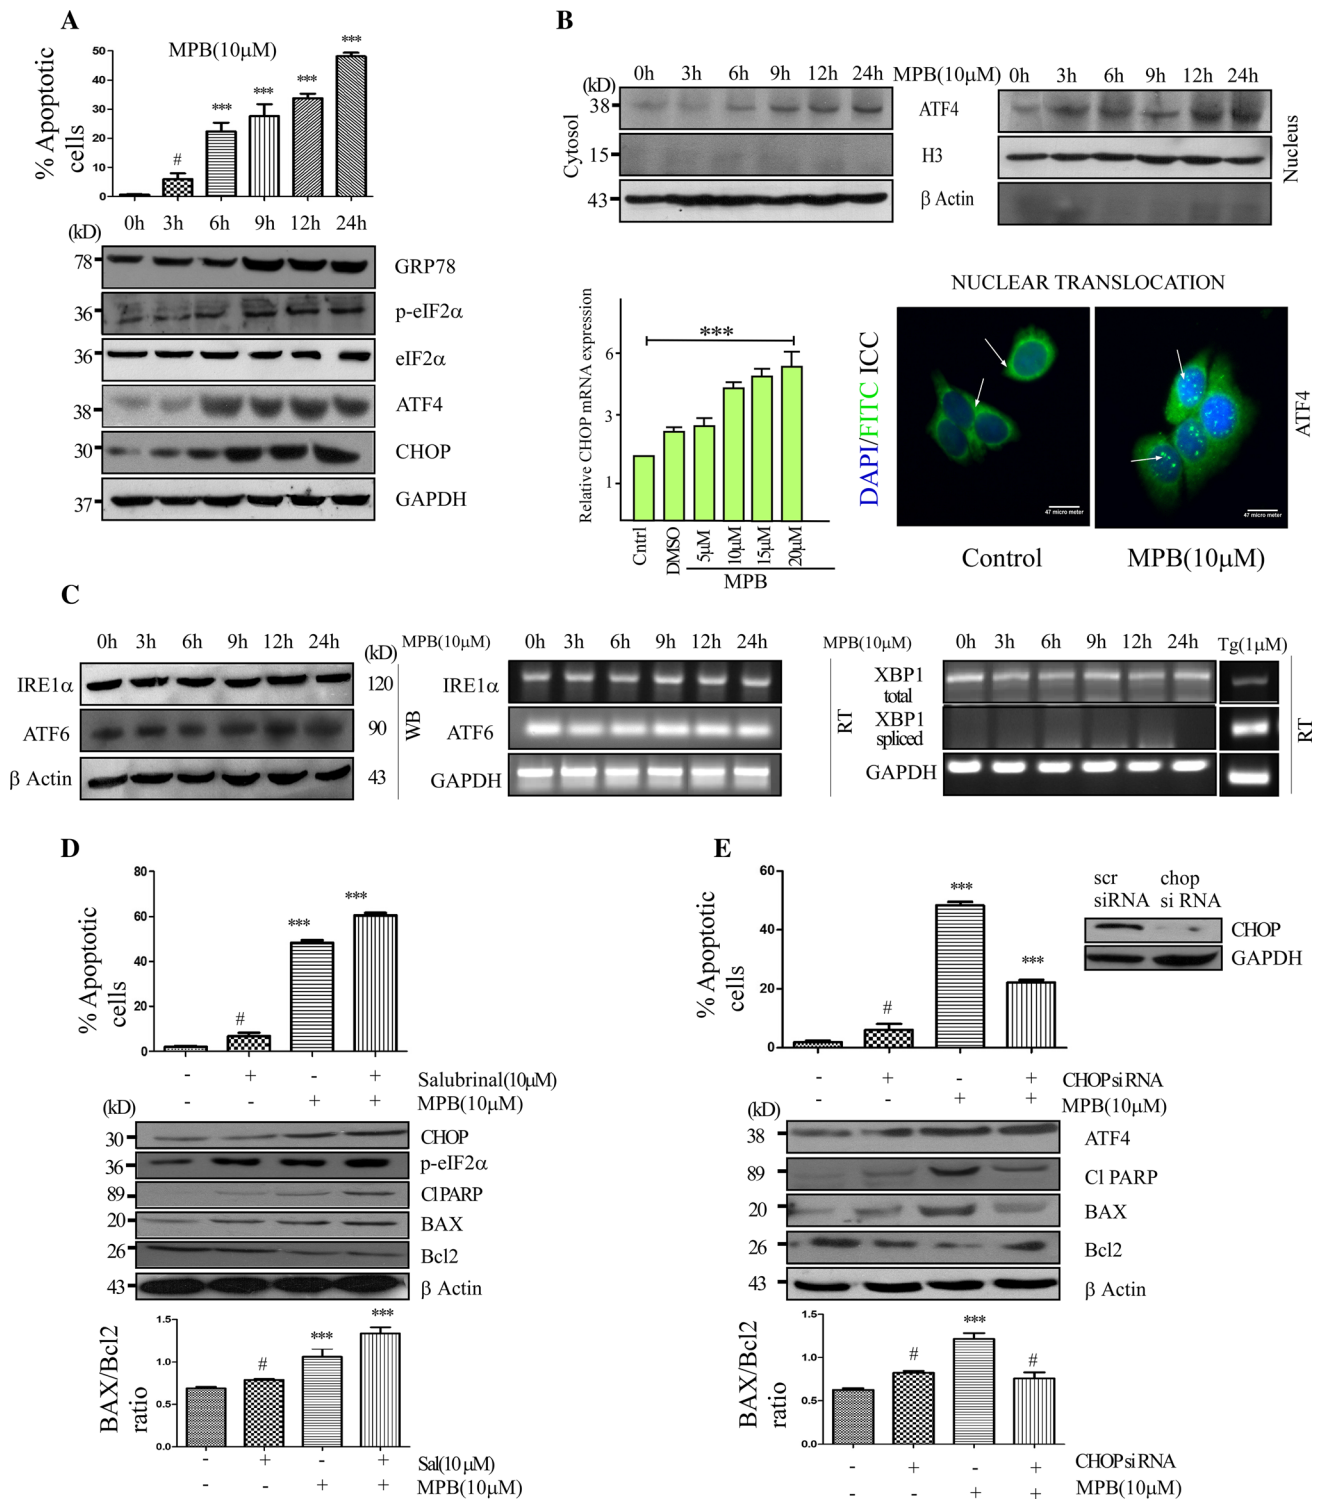 A
MPB(10μM)
% Apoptotic
cells
50
40
30
20
10
0
#
***
***
***
***
0h 3h 6h 9h 12h 24h
(kD)
78 GRP78
36 p-eIF2α
36 eIF2α
38 ATF4
30 CHOP
37 GAPDH
B
0h 3h 6h 9h 12h 24h MPB(10μM) 0h 3h 6h 9h 12h 24h
(kD)
Cytosol
38 ATF4
15 H3
43 β Actin
Nucleus
Relative CHOP mRNA expression
6
3
1
***
Cntrl
DMSO
5μM
10μM
15μM
20μM
MPB
NUCLEAR TRANSLOCATION
DAPI/FITC ICC
47 micro meter
47 micro meter
ATF4
Control MPB(10μM)
C
0h 3h 6h 9h 12h 24h
(kD)
IRE1α 120
ATF6 90
β Actin 43
WB
MPB(10μM) 0h 3h 6h 9h 12h 24h
IRE1α
ATF6
GAPDH
RT
MPB(10μM) 0h 3h 6h 9h 12h 24h Tg(1μM)
XBP1
total
XBP1
spliced
GAPDH
RT
D
% Apoptotic
cells
80
60
40
20
0
#
***
***
- + - + Salubrinal(10μM)
- - + + MPB(10μM)
(kD)
30 CHOP
36 p-eIF2α
89 Cl PARP
20 BAX
26 Bcl2
43 β Actin
BAX/Bcl2
ratio
1.5
1.0
0.5
0.0
#
***
***
- + - + Sal(10μM)
- - + + MPB(10μM)
E
% Apoptotic
cells
60
40
20
0
#
***
***
scr
siRNA
chop
si RNA
CHOP
GAPDH
- + - + CHOPsiRNA
- - + + MPB(10μM)
(kD)
38 ATF4
89 Cl PARP
20 BAX
26 Bcl2
43 β Actin
BAX/Bcl2
ratio
1.5
1.0
0.5
0.0
#
***
#
- + - + CHOPsiRNA
- - + + MPB(10μM)